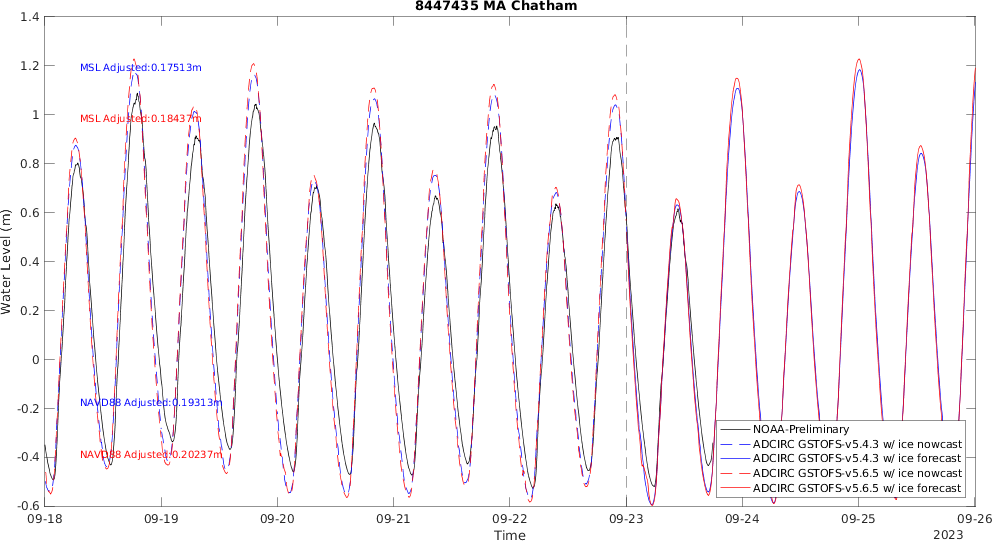 8447435 MA Chatham
1.4
1.2
1
0.8
0.6
0.4
0.2
0
-0.2
-0.4
-0.6
Water Level (m)
MSL Adjusted:0.17513m
MSL Adjusted:0.18437m
NAVD88 Adjusted:0.19313m
NAVD88 Adjusted:0.20237m
NOAA-Preliminary
ADCIRC GSTOFS-v5.4.3 w/ ice nowcast
ADCIRC GSTOFS-v5.4.3 w/ ice forecast
ADCIRC GSTOFS-v5.6.5 w/ ice nowcast
ADCIRC GSTOFS-v5.6.5 w/ ice forecast
09-18 09-19 09-20 09-21 09-22 09-23 09-24 09-25 09-26
Time
2023